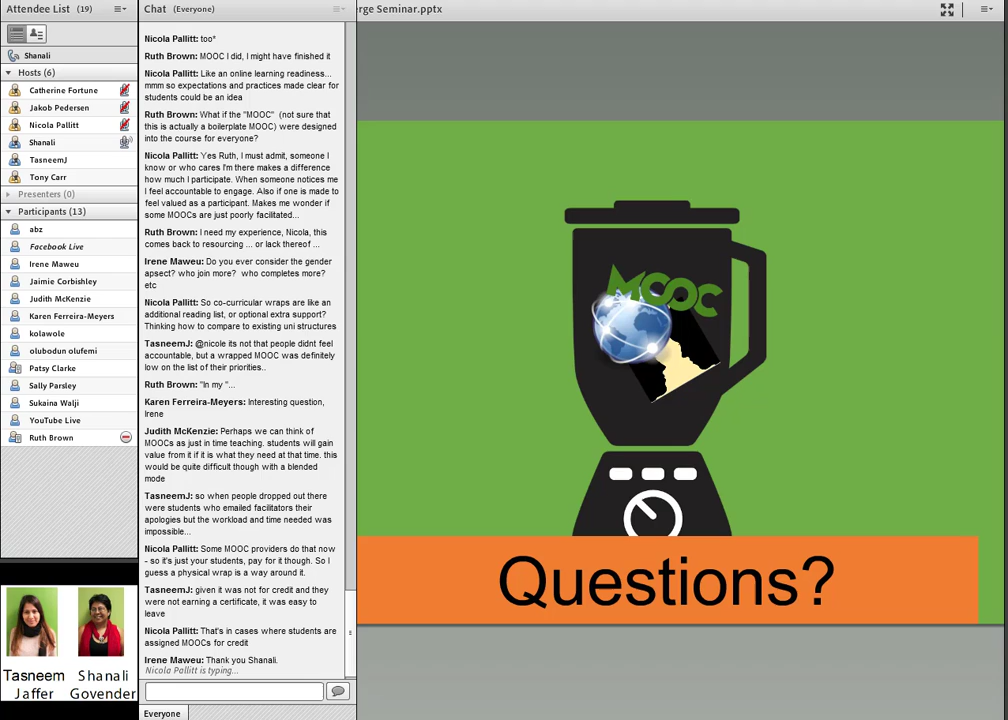 Attendee List (19)
Shanali
Hosts (6)
Catherine Fortune
Jakob Pedersen
Nicola Pallitt
Shanali
TasneemJ
Tony Carr
Presenters (0)
Participants (13)
abz
Facebook Live
Irene Maweu
Jaimie Corbishley
Judith McKenzie
Karen Ferreira-Meyers
kolawole
olubodun olufemi
Patsy Clarke
Sally Parsley
Sukaina Walji
YouTube Live
Ruth Brown
Tasneem
Jaffer
Shanali
Govender
Chat (Everyone)
Nicola Pallitt: too*
Ruth Brown: MOOC I did, I might have finished it
Nicola Pallitt: Like an online learning readiness...
mmm so expectations and practices made clear for
students could be an idea
Ruth Brown: What if the "MOOC" (not sure that
this is actually a boilerplate MOOC) were designed
into the course for everyone?
Nicola Pallitt: Yes Ruth, I must admit, someone I
know or who cares I'm there makes a difference
how much I participate. When someone notices me
I feel accountable to engage. Also if one is made to
feel valued as a participant. Makes me wonder if
some MOOCs are just poorly facilitated...
Ruth Brown: I need my experience, Nicola, this
comes back to resourcing ... or lack thereof ...
Irene Maweu: Do you ever consider the gender
apsect? who join more? who completes more?
etc
Nicola Pallitt: So co-curricular wraps are like an
additional reading list, or optional extra support?
Thinking how to compare to existing uni structures
TasneemJ: @nicole its not that people didnt feel
accountable, but a wrapped MOOC was definitely
low on the list of their priorities..
Ruth Brown: "In my "...
Karen Ferreira-Meyers: Interesting question,
Irene
Judith McKenzie: Perhaps we can think of
MOOCs as just in time teaching. students will gain
value from it if it is what they need at that time. this
would be quite difficult though with a blended
mode
TasneemJ: so when people dropped out there
were students who emailed facilitators their
apologies but the workload and time needed was
impossible...
Nicola Pallitt: Some MOOC providers do that now
- so it's just your students, pay for it though. So I
guess a physical wrap is a way around it.
TasneemJ: given it was not for credit and they
were not earning a certificate, it was easy to
leave
Nicola Pallitt: That's in cases where students are
assigned MOOCs for credit
Irene Maweu: Thank you Shanali.
Nicola Pallitt is typing...
Everyone
rge Seminar.pptx
MOOC
Questions?